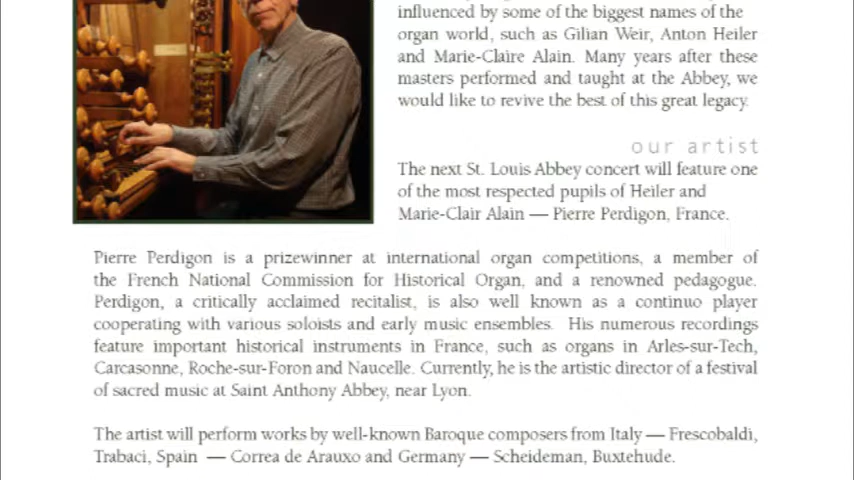 influenced by some of the biggest names of the
organ world, such as Gilian Weir, Anton Heiler
and Marie-Claire Alain. Many years after these
masters performed and taught at the Abbey, we
would like to revive the best of this great legacy.
our artist
The next St. Louis Abbey concert will feature one
of the most respected pupils of Heiler and
Marie-Clair Alain — Pierre Perdigon, France.
Pierre Perdigon is a prizewinner at international organ competitions, a member of
the French National Commission for Historical Organ, and a renowned pedagogue.
Perdigon, a critically acclaimed recitalist, is also well known as a continuo player
cooperating with various soloists and early music ensembles. His numerous recordings
feature important historical instruments in France, such as organs in Arles-sur-Tech,
Carcasonne, Roche-sur-Foron and Naucelle. Currently, he is the artistic director of a festival
of sacred music at Saint Anthony Abbey, near Lyon.
The artist will perform works by well-known Baroque composers from Italy — Frescobaldi,
Trabaci, Spain — Correa de Arauxo and Germany — Scheideman, Buxtehude.